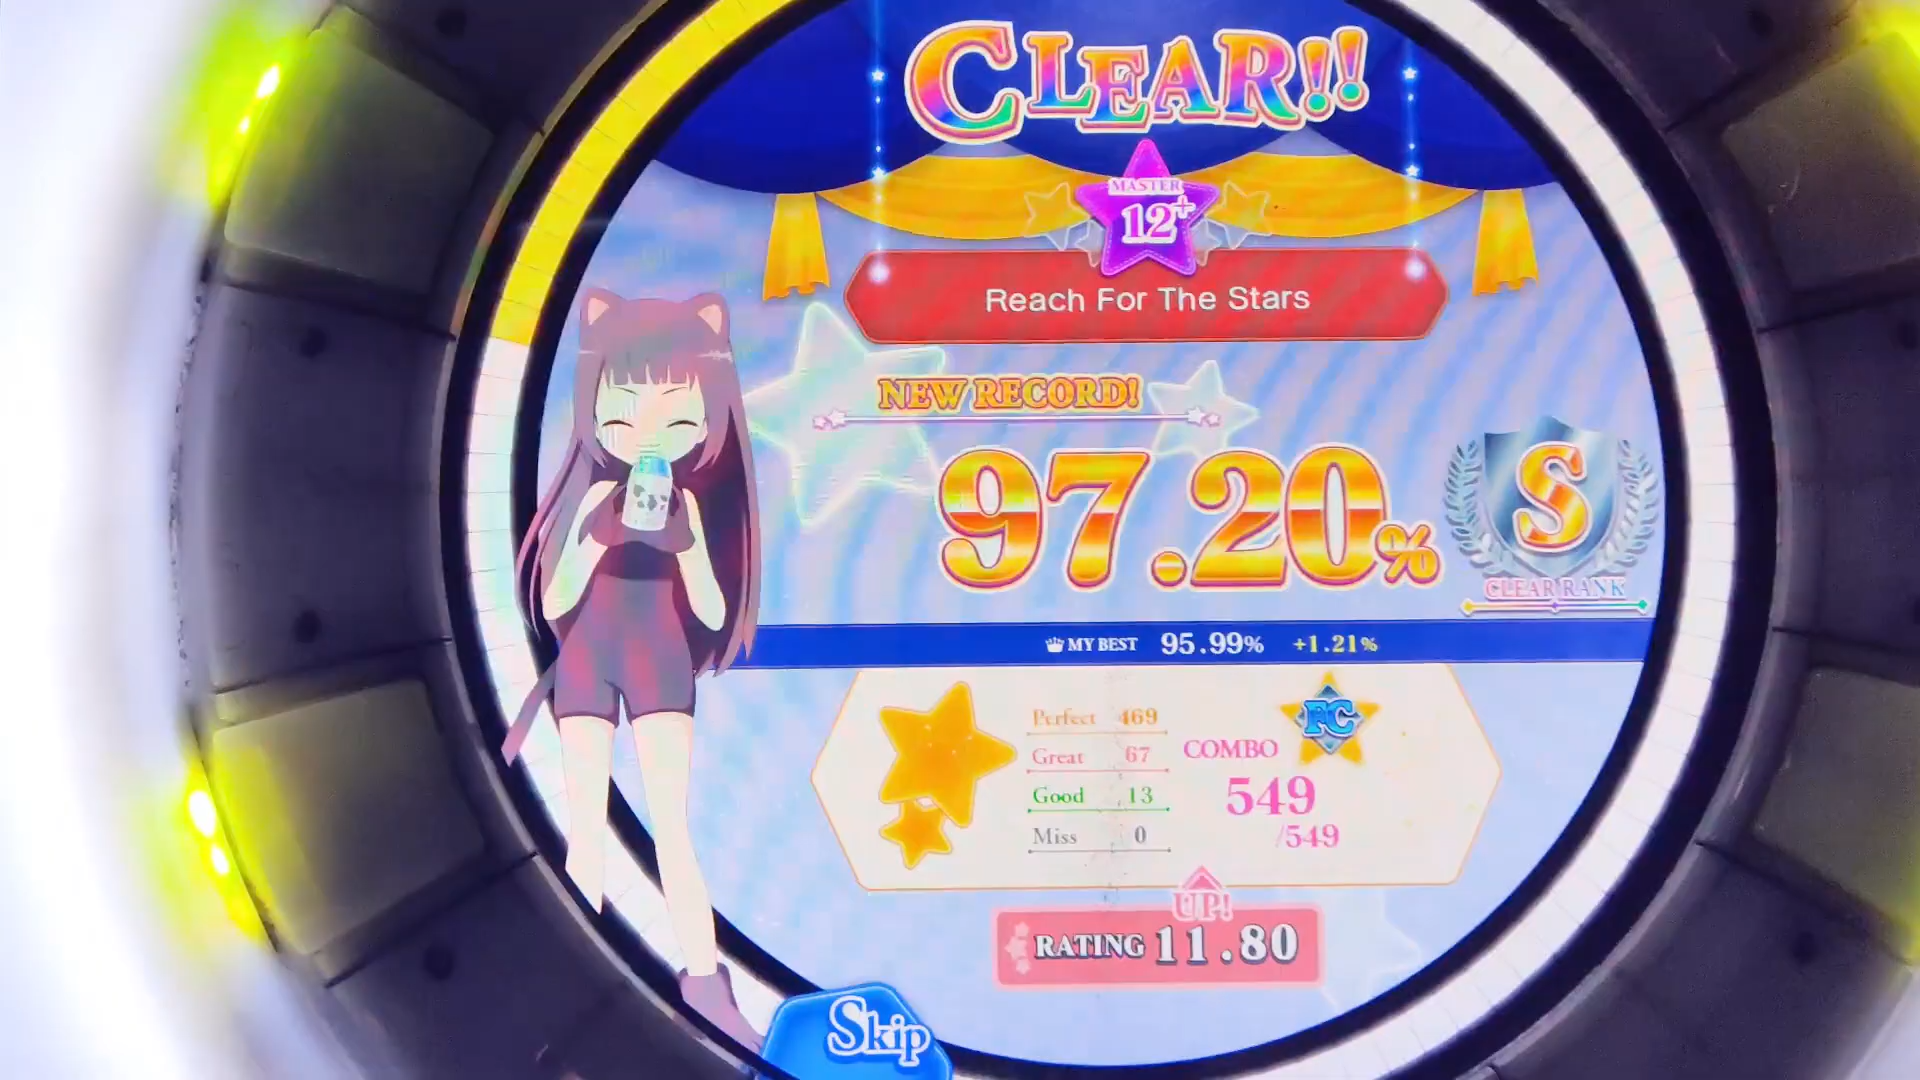 CLEAR!!
MASTER
12+
Reach For The Stars
NEW RECORD!
97.20%
S
CLEAR RANK
MY BEST 95.99% +1.21%
Perfect 469
Great 67
Good 13
Miss 0
FC
COMBO
549
/549
UP!
RATING 11.80
Skip